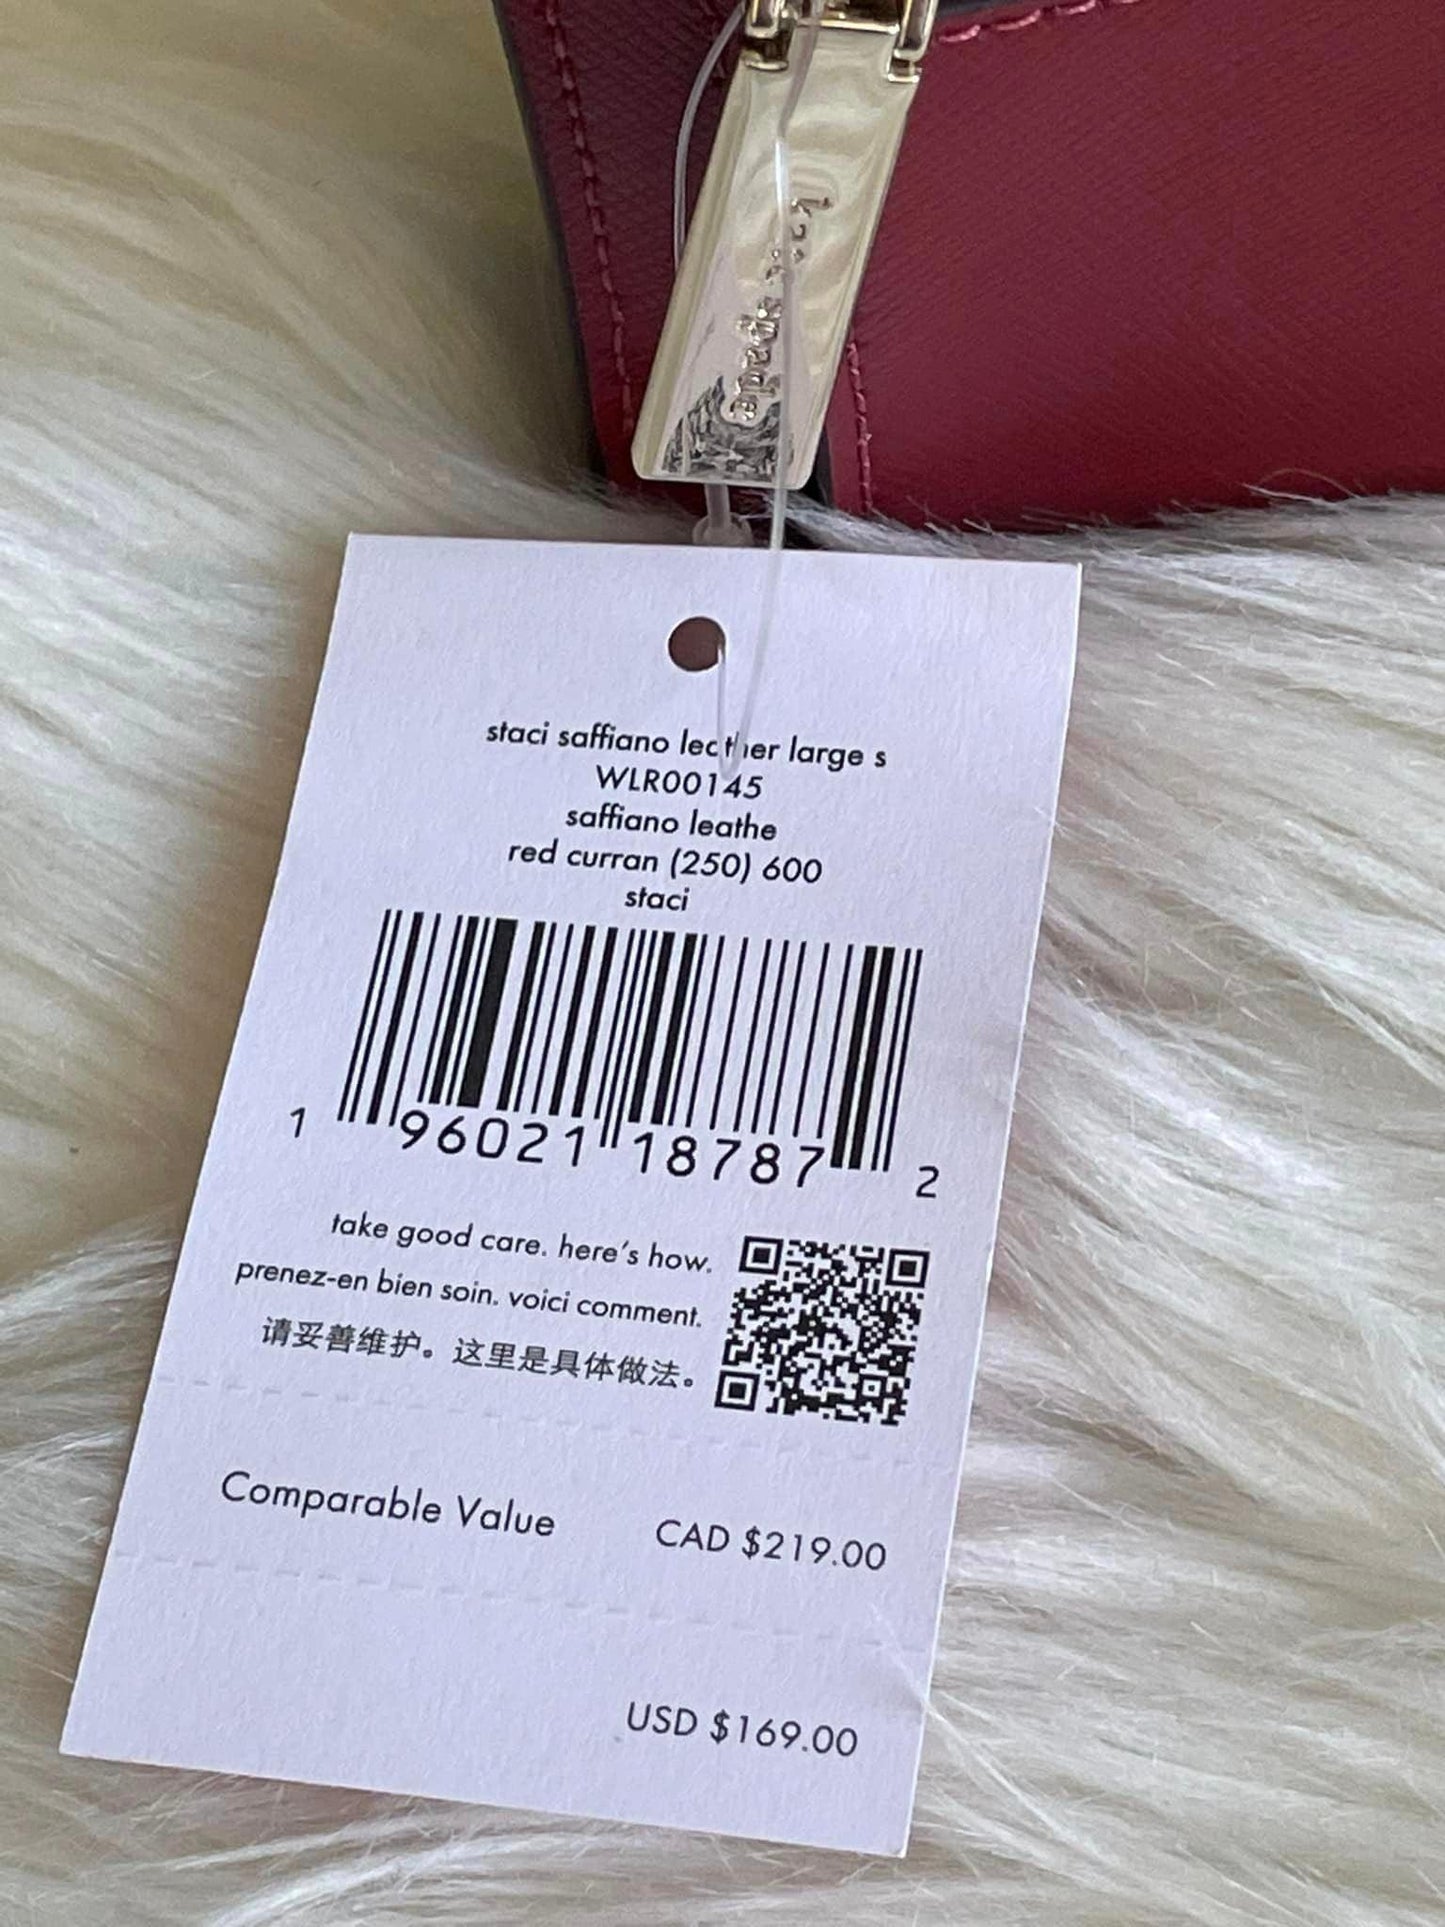 kate spade
staci saffiano leather large s
WLR00145
saffiano leathe
red curran (250) 600
staci
1 96021 18787 2
take good care. here's how.
prenez-en bien soin. voici comment.
请妥善维护。这里是具体做法。
Comparable Value CAD $219.00
USD $169.00